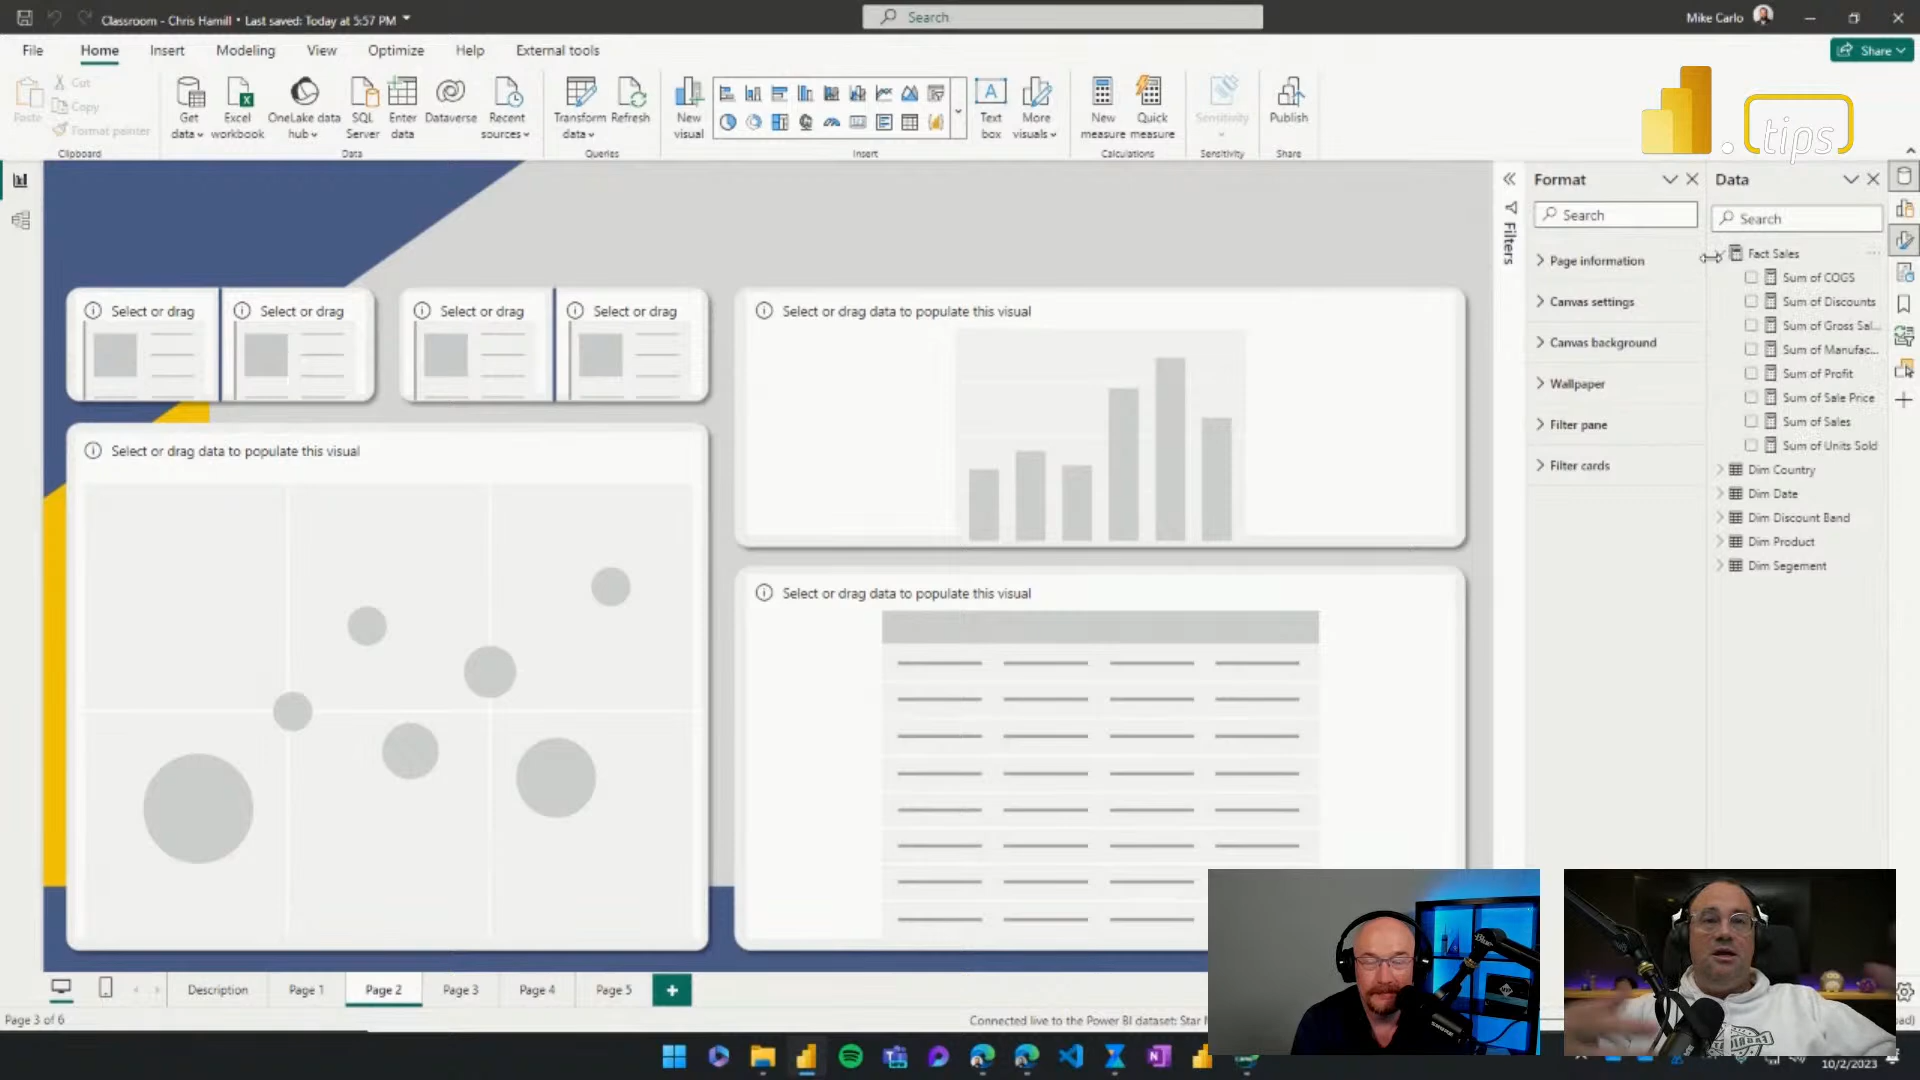 Classroom - Chris Hamill • Last saved: Today at 5:57 PM
Search
Mike Carlo
File Home Insert Modeling View Optimize Help External tools
Share
Paste
Cut
Copy
Format painter
Clipboard
Get data
Excel workbook
OneLake data hub
SQL Server
Enter data
Dataverse
Recent sources
Data
Transform data
Refresh
Queries
New visual
Text box
More visuals
Insert
New measure
Quick measure
Calculations
Sensitivity
Sensitivity
Publish
Share
.tips
Select or drag
Select or drag
Select or drag
Select or drag
Select or drag data to populate this visual
Select or drag data to populate this visual
Select or drag data to populate this visual
Filters
Format
Search
Page information
Canvas settings
Canvas background
Wallpaper
Filter pane
Filter cards
Data
Search
Fact Sales
Sum of COGS
Sum of Discounts
Sum of Gross Sal...
Sum of Manufac...
Sum of Profit
Sum of Sale Price
Sum of Sales
Sum of Units Sold
Dim Country
Dim Date
Dim Discount Band
Dim Product
Dim Segement
Description Page 1 Page 2 Page 3 Page 4 Page 5
Page 3 of 6
Connected live to the Power BI dataset: Star
10/2/2023